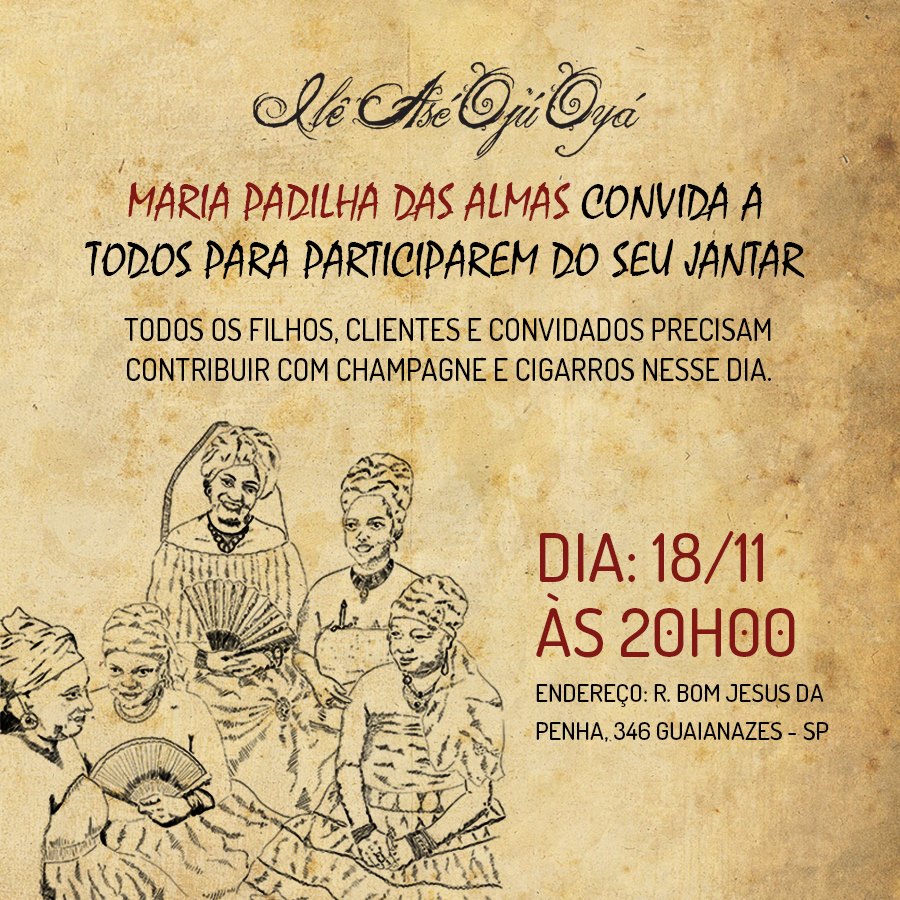 Ilê Asé Ojú Oyá
MARIA PADILHA DAS ALMAS CONVIDA A
TODOS PARA PARTICIPAREM DO SEU JANTAR
TODOS OS FILHOS, CLIENTES E CONVIDADOS PRECISAM
CONTRIBUIR COM CHAMPAGNE E CIGARROS NESSE DIA.
DIA: 18/11
ÀS 20H00
ENDEREÇO: R. BOM JESUS DA
PENHA, 346 GUAIANAZES - SP